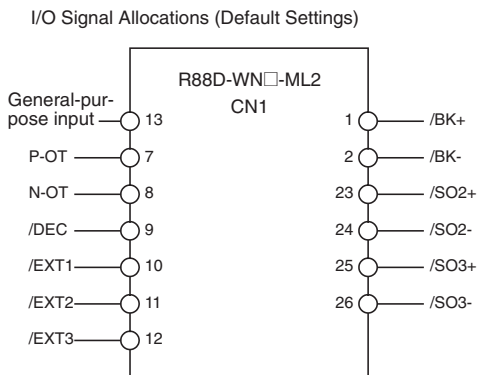 I/O Signal Allocations (Default Settings)
R88D-WN□-ML2
CN1
General-pur-
pose input 13
P-OT 7
N-OT 8
/DEC 9
/EXT1 10
/EXT2 11
/EXT3 12
1 /BK+
2 /BK-
23 /SO2+
24 /SO2-
25 /SO3+
26 /SO3-